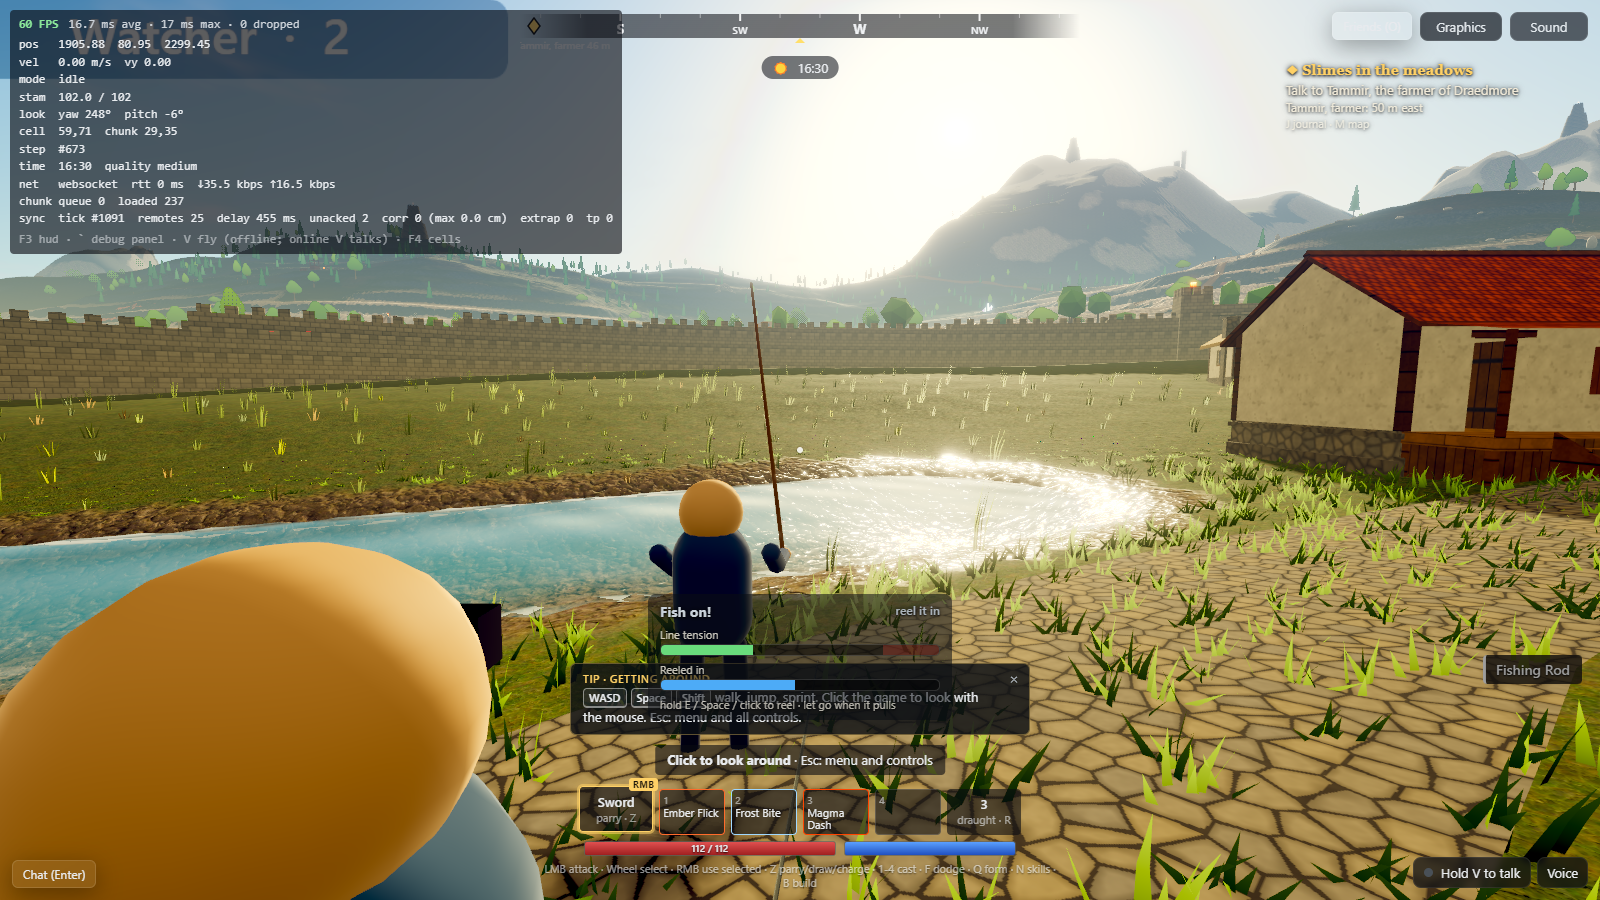 Watcher · 2
60 FPS 16.7 ms avg · 17 ms max · 0 dropped
pos 1905.88 80.95 2299.45
vel 0.00 m/s vy 0.00
mode idle
stam 102.0 / 102
look yaw 248° pitch -6°
cell 59,71 chunk 29,35
step #673
time 16:30 quality medium
net websocket rtt 0 ms ↓35.5 kbps ↑16.5 kbps
chunk queue 0 loaded 237
sync tick #1091 remotes 25 delay 455 ms unacked 2 corr 0 (max 0.0 cm) extrap 0 tp 0
F3 hud · ` debug panel · V fly (offline; online V talks) · F4 cells
S SW W NW
16:30
Graphics
Sound
Slimes in the meadows
Talk to Tammir, the farmer of Draedmore
Tammir, farmer: 50 m east
J journal · M map
Fish on! reel it in
Line tension
Reeled in
hold E / Space / click to reel · let go when it pulls
TIP · GETTING AROUND ×
WASD Space Shift walk, jump, sprint. Click the game to look with
the mouse. Esc: menu and all controls.
Fishing Rod
Click to look around · Esc: menu and controls
RMB
Sword
parry · Z
1
Ember Flick
2
Frost Bite
3
Magma
Dash
4
3
draught · R
112 / 112
LMB attack · Wheel select · RMB use selected · Z parry/draw/charge · 1-4 cast · F dodge · Q form · N skills ·
B build
Chat (Enter)
Hold V to talk
Voice